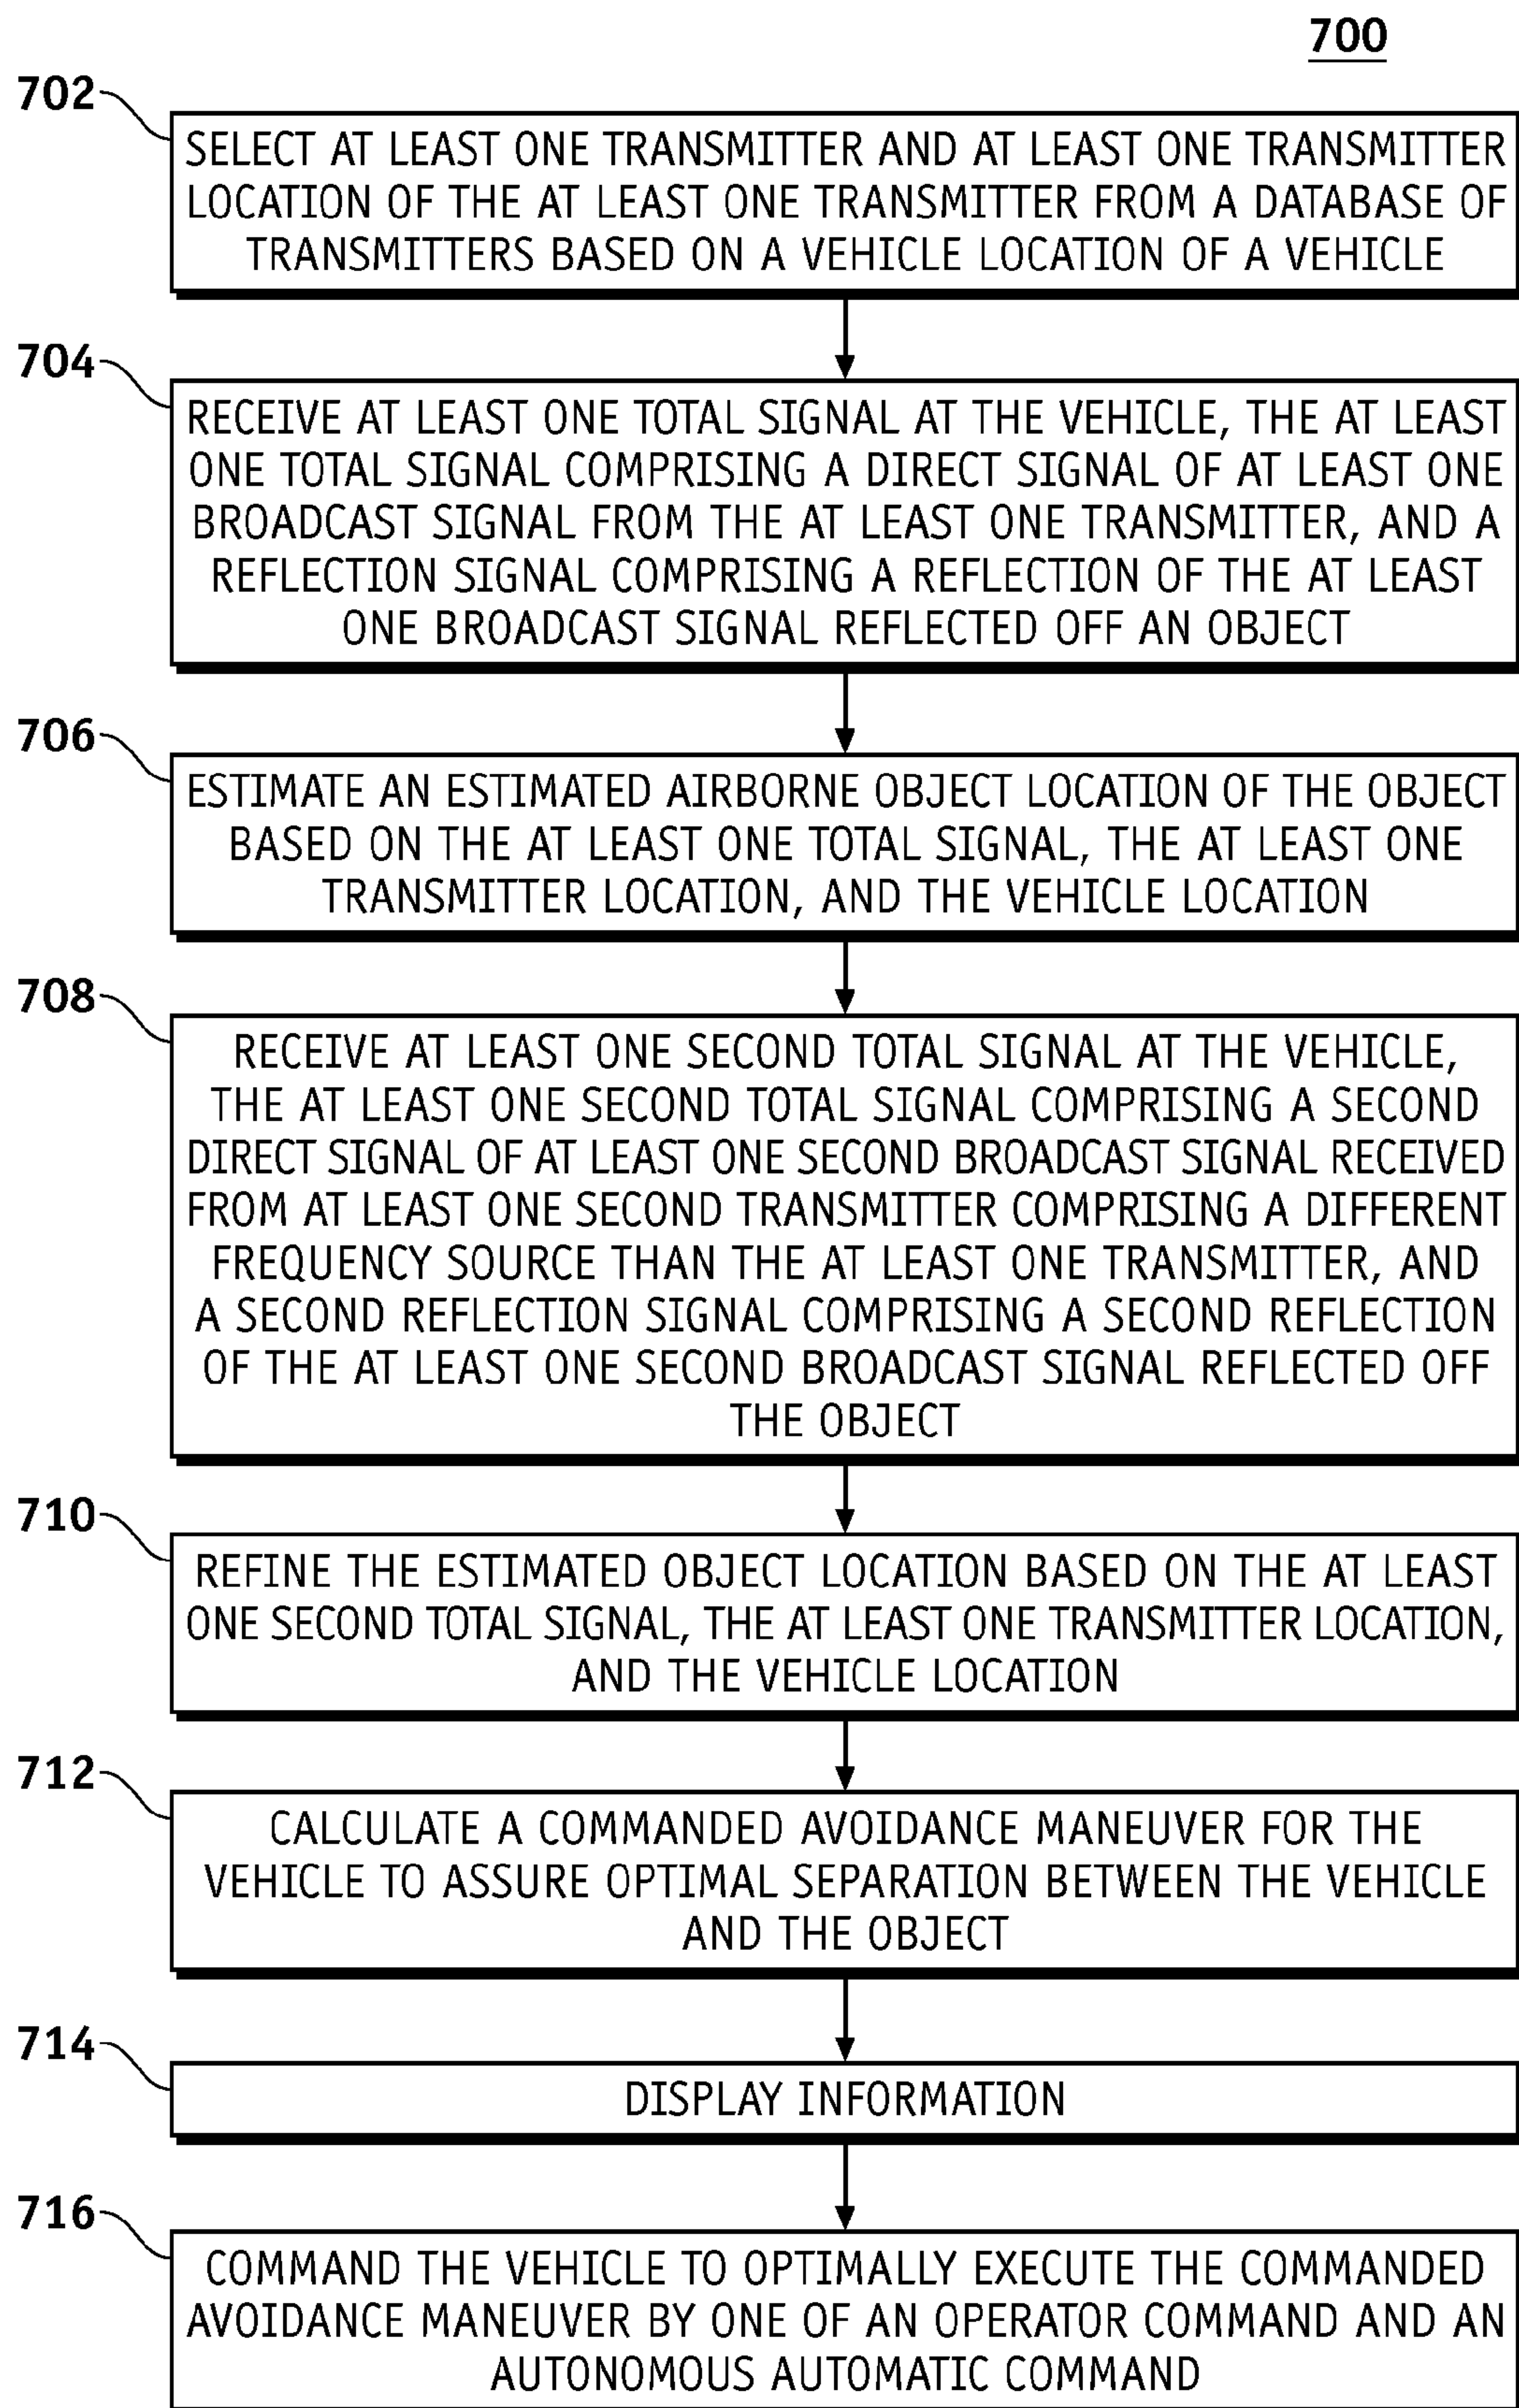 700
702
SELECT AT LEAST ONE TRANSMITTER AND AT LEAST ONE TRANSMITTER
LOCATION OF THE AT LEAST ONE TRANSMITTER FROM A DATABASE OF
TRANSMITTERS BASED ON A VEHICLE LOCATION OF A VEHICLE
704
RECEIVE AT LEAST ONE TOTAL SIGNAL AT THE VEHICLE, THE AT LEAST
ONE TOTAL SIGNAL COMPRISING A DIRECT SIGNAL OF AT LEAST ONE
BROADCAST SIGNAL FROM THE AT LEAST ONE TRANSMITTER, AND A
REFLECTION SIGNAL COMPRISING A REFLECTION OF THE AT LEAST
ONE BROADCAST SIGNAL REFLECTED OFF AN OBJECT
706
ESTIMATE AN ESTIMATED AIRBORNE OBJECT LOCATION OF THE OBJECT
BASED ON THE AT LEAST ONE TOTAL SIGNAL, THE AT LEAST ONE
TRANSMITTER LOCATION, AND THE VEHICLE LOCATION
708
RECEIVE AT LEAST ONE SECOND TOTAL SIGNAL AT THE VEHICLE,
THE AT LEAST ONE SECOND TOTAL SIGNAL COMPRISING A SECOND
DIRECT SIGNAL OF AT LEAST ONE SECOND BROADCAST SIGNAL RECEIVED
FROM AT LEAST ONE SECOND TRANSMITTER COMPRISING A DIFFERENT
FREQUENCY SOURCE THAN THE AT LEAST ONE TRANSMITTER, AND
A SECOND REFLECTION SIGNAL COMPRISING A SECOND REFLECTION
OF THE AT LEAST ONE SECOND BROADCAST SIGNAL REFLECTED OFF
THE OBJECT
710
REFINE THE ESTIMATED OBJECT LOCATION BASED ON THE AT LEAST
ONE SECOND TOTAL SIGNAL, THE AT LEAST ONE TRANSMITTER LOCATION,
AND THE VEHICLE LOCATION
712
CALCULATE A COMMANDED AVOIDANCE MANEUVER FOR THE
VEHICLE TO ASSURE OPTIMAL SEPARATION BETWEEN THE VEHICLE
AND THE OBJECT
714
DISPLAY INFORMATION
716
COMMAND THE VEHICLE TO OPTIMALLY EXECUTE THE COMMANDED
AVOIDANCE MANEUVER BY ONE OF AN OPERATOR COMMAND AND AN
AUTONOMOUS AUTOMATIC COMMAND